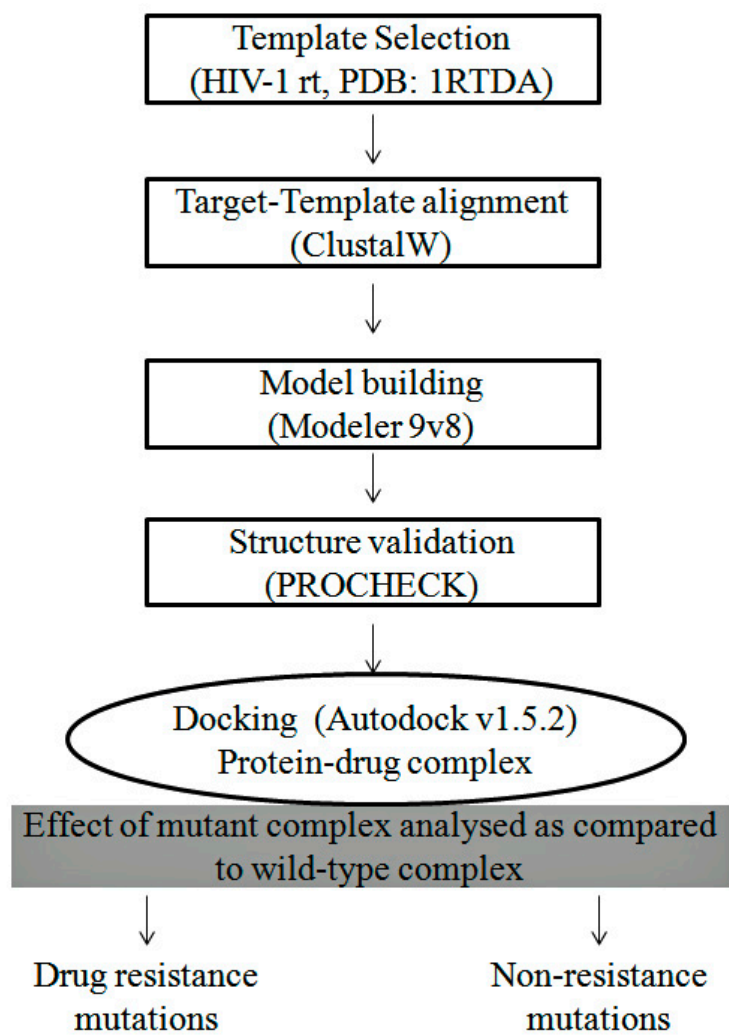 Template Selection
(HIV-1 rt, PDB: 1RTDA)
Target-Template alignment
(ClustalW)
Model building
(Modeler 9v8)
Structure validation
(PROCHECK)
Docking (Autodock v1.5.2)
Protein-drug complex
Effect of mutant complex analysed as compared
to wild-type complex
Drug resistance
mutations
Non-resistance
mutations